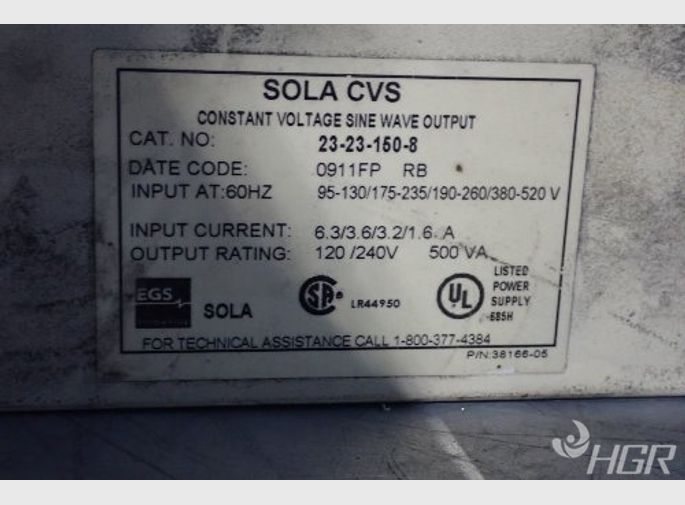 SOLA CVS
CONSTANT VOLTAGE SINE WAVE OUTPUT
CAT. NO: 23-23-150-8
DATE CODE: 0911FP RB
INPUT AT:60HZ 95-130/175-235/190-260/380-520 V
INPUT CURRENT: 6.3/3.6/3.2/1.6 A
OUTPUT RATING: 120/240V 500 VA
EGS SOLA
SA® LR44950
UL LISTED
POWER
SUPPLY
685H
FOR TECHNICAL ASSISTANCE CALL 1-800-377-4384
P/N:38166-05
HGR